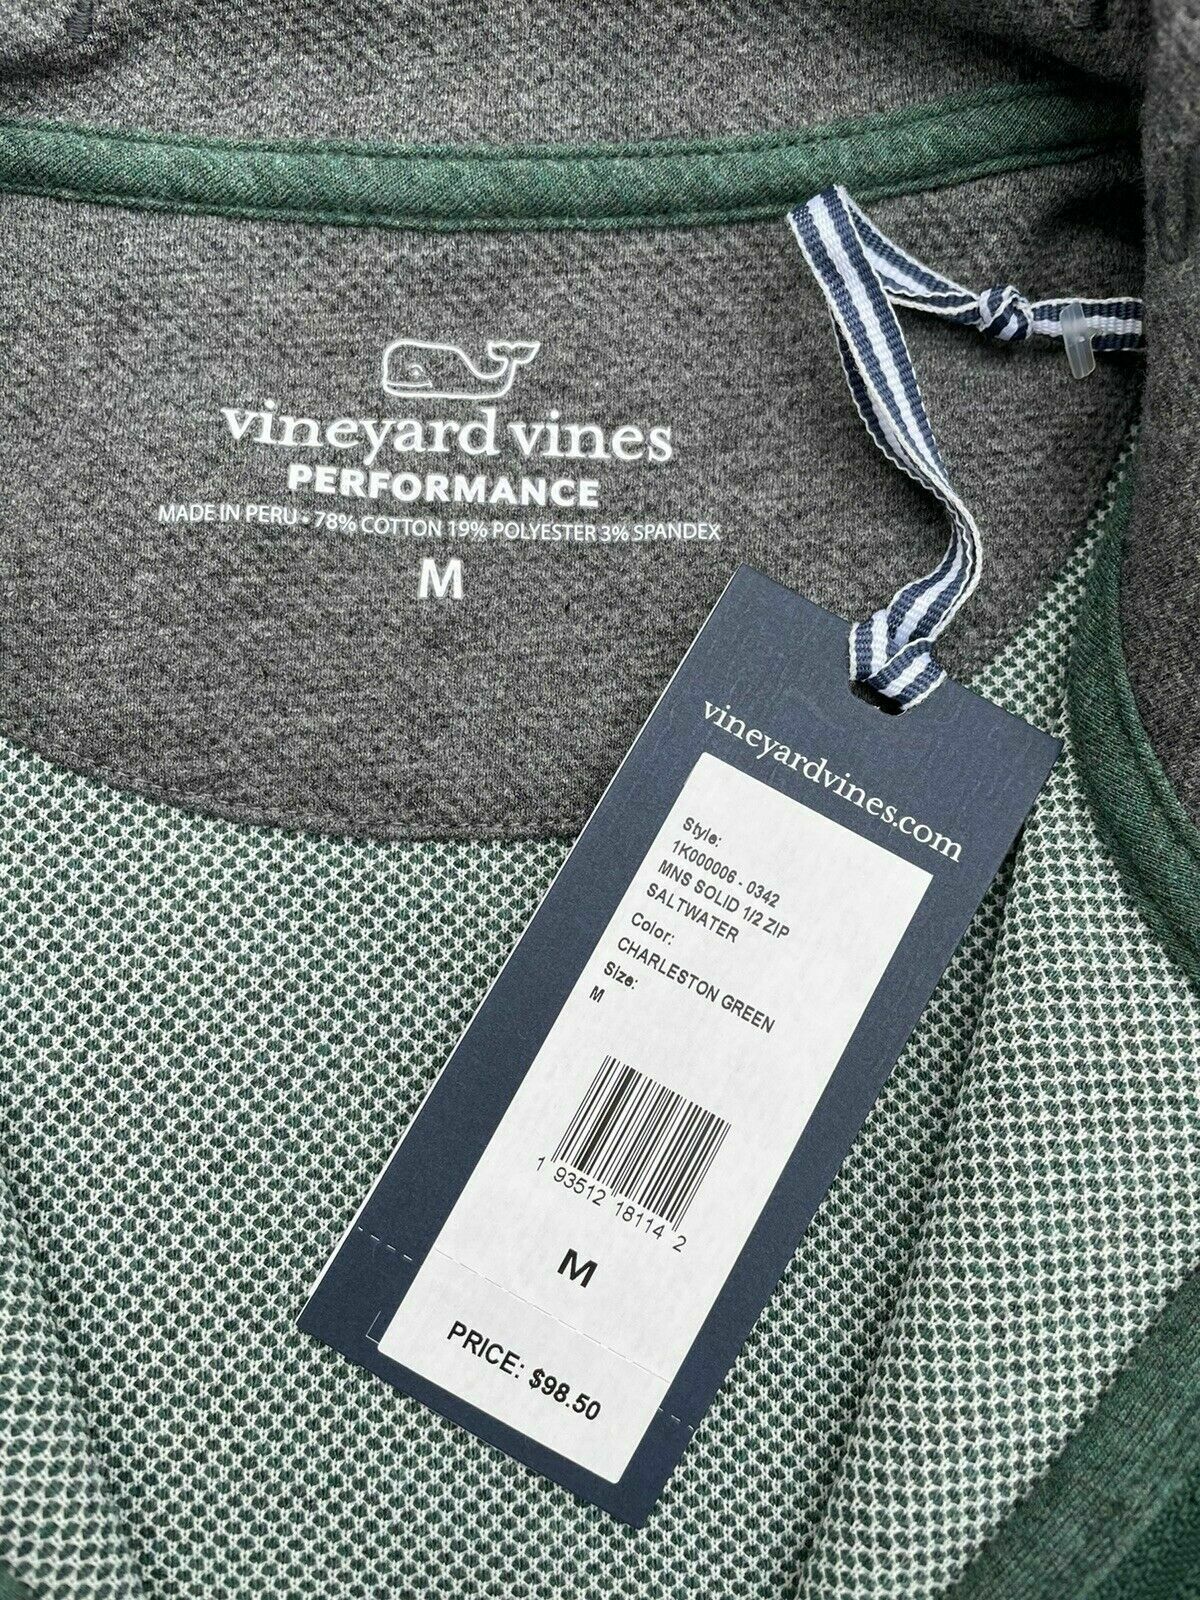 vineyard vines
PERFORMANCE
MADE IN PERU • 78% COTTON 19% POLYESTER 3% SPANDEX
M
vineyardvines.com
Style:
1K000006 - 0342
MNS SOLID 1/2 ZIP
SALTWATER
Color:
CHARLESTON GREEN
Size:
M
1 93512 18114 2
M
PRICE: $98.50